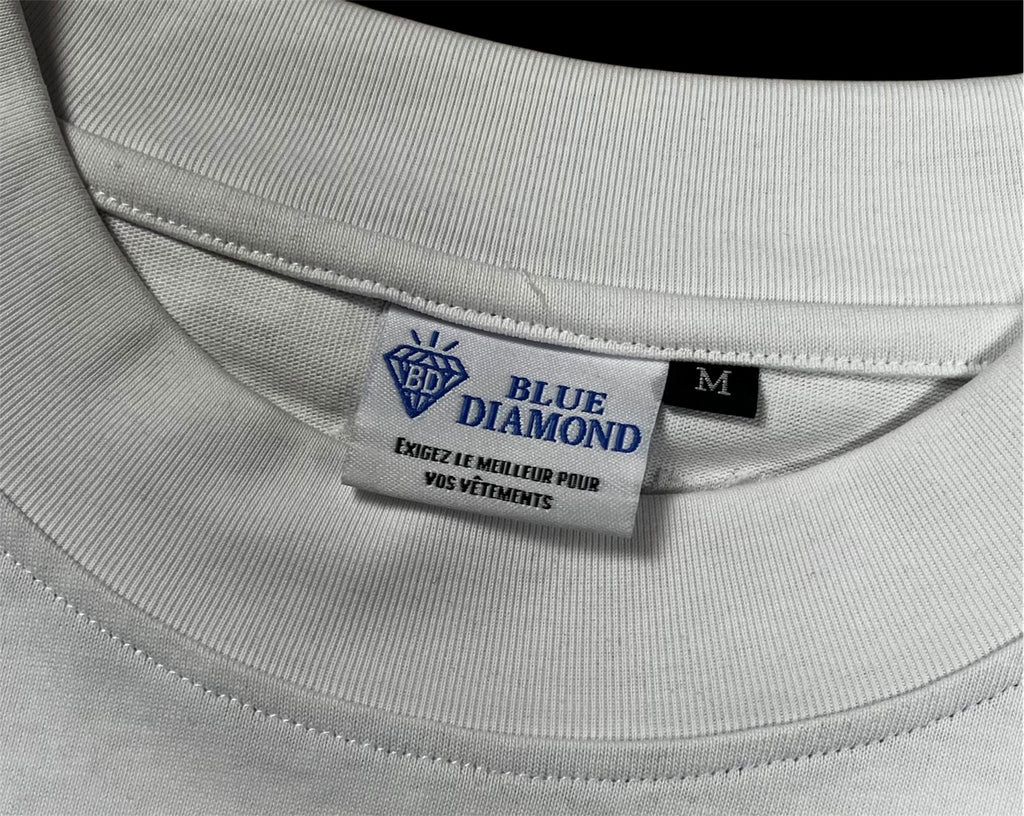 BD
BLUE
DIAMOND
EXIGEZ LE MEILLEUR POUR
VOS VÊTEMENTS
M